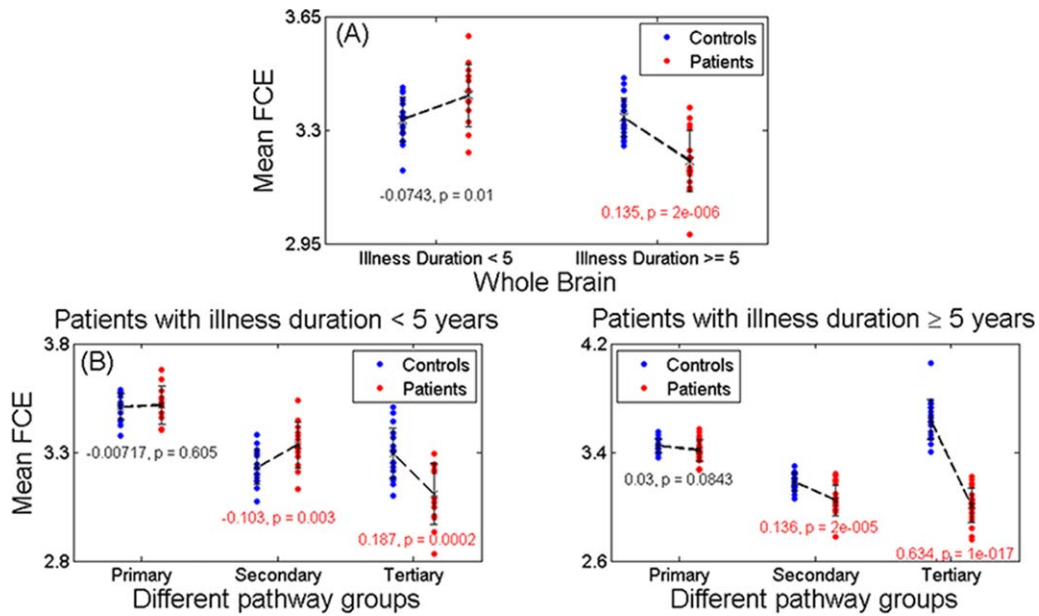 3.65
(A)
Controls
Patients
Mean FCE
3.3
-0.0743, p = 0.01
0.135, p = 2e-006
2.95
Illness Duration < 5
Illness Duration >= 5
Whole Brain
Patients with illness duration < 5 years
3.8
(B)
Controls
Patients
Mean FCE
3.3
-0.00717, p = 0.605
-0.103, p = 0.003
0.187, p = 0.0002
2.8
Primary
Secondary
Tertiary
Different pathway groups
Patients with illness duration ≥ 5 years
4.2
Controls
Patients
3.4
0.03, p = 0.0843
0.136, p = 2e-005
0.634, p = 1e-017
2.6
Primary
Secondary
Tertiary
Different pathway groups